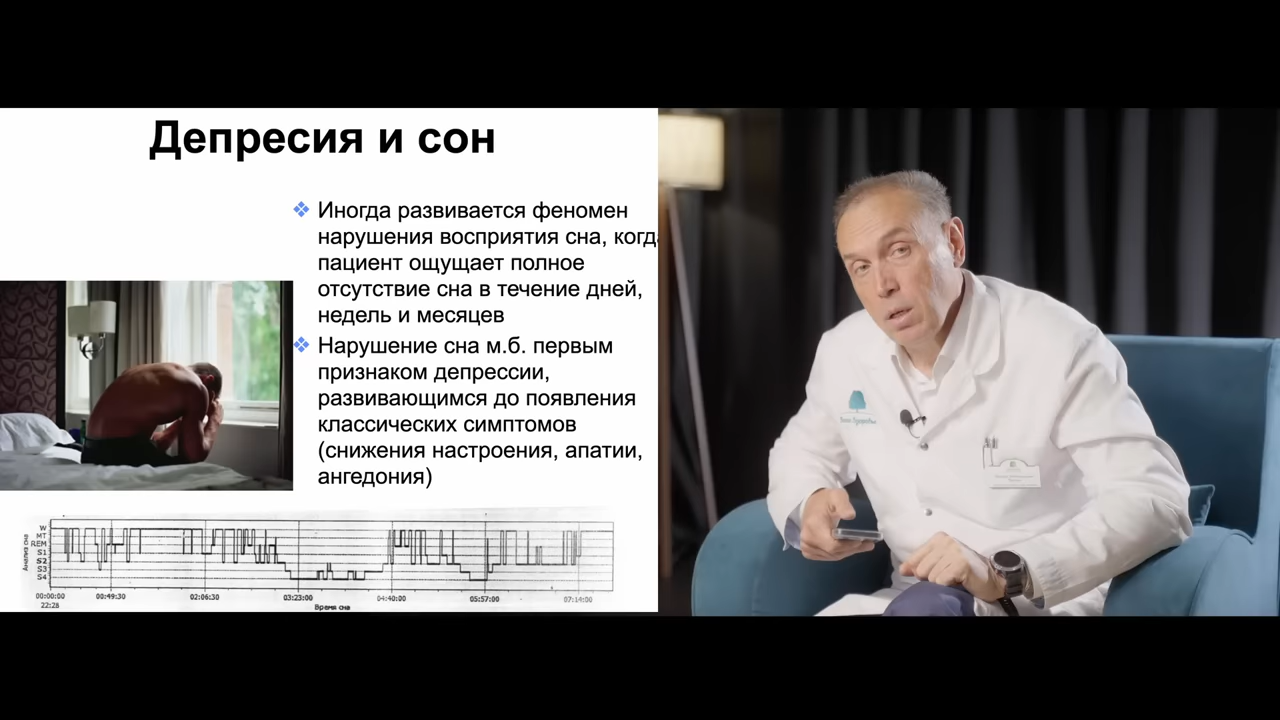 Депресия и сон
Иногда развивается феномен
нарушения восприятия сна, когда
пациент ощущает полное
отсутствие сна в течение дней,
недель и месяцев
Нарушение сна м.б. первым
признаком депрессии,
развивающимся до появления
классических симптомов
(снижения настроения, апатии,
ангедония)
Анализ сна
W
MT
REM
S1
S2
S3
S4
00:00:00 00:49:30 02:06:30 03:23:00 04:40:00 05:57:00 07:14:00
22:28
Время сна